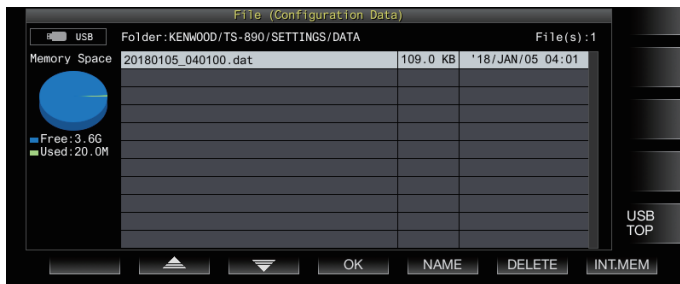 File (Configuration Data)
USB Folder:KENWOOD/TS-890/SETTINGS/DATA File(s):1
Memory Space
20180105_040100.dat 109.0 KB '18/JAN/05 04:01
Free:3.6G
Used:20.0M
USB
TOP
OK NAME DELETE INT.MEM